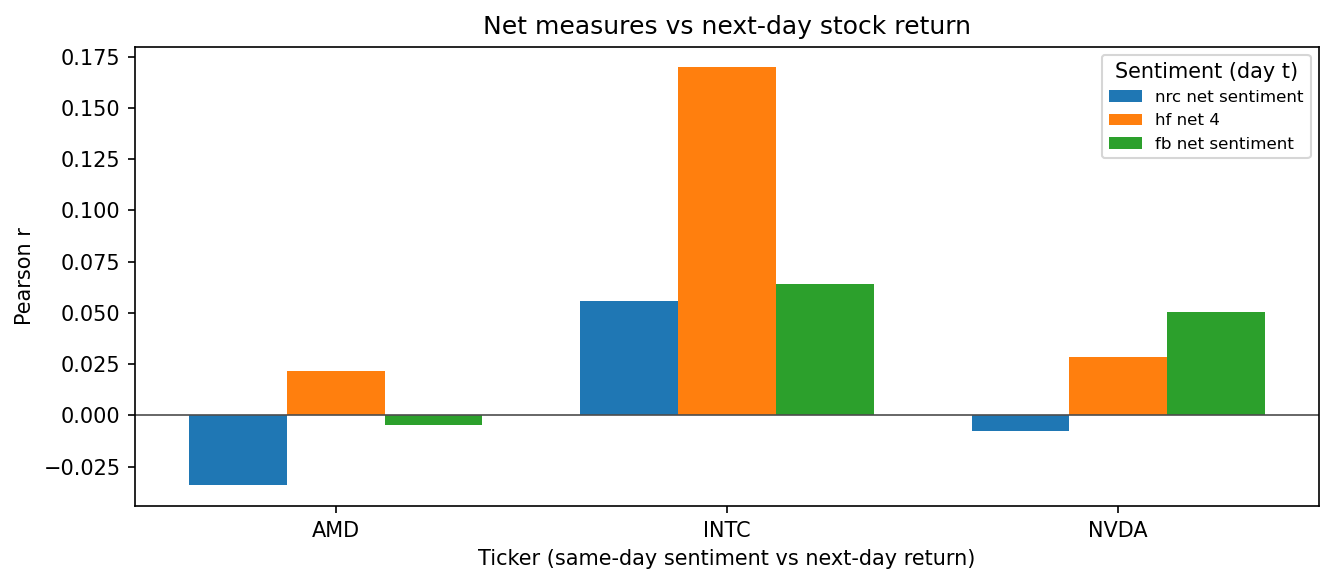 Net measures vs next-day stock return
Pearson r
0.175
0.150
0.125
0.100
0.075
0.050
0.025
0.000
−0.025
Sentiment (day t)
nrc net sentiment
hf net 4
fb net sentiment
AMD
INTC
NVDA
Ticker (same-day sentiment vs next-day return)